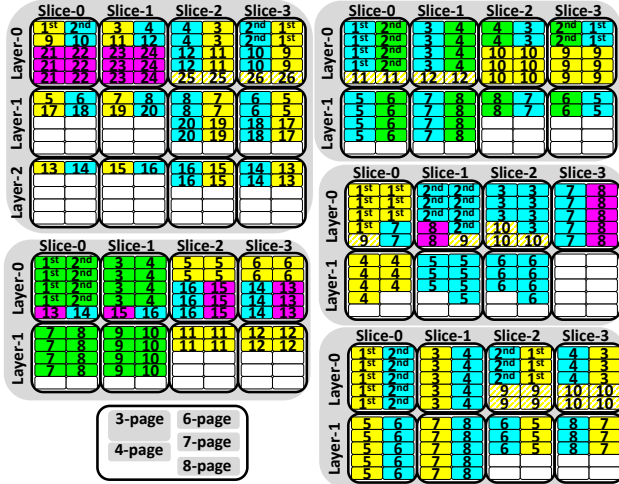 Slice-0 Slice-1 Slice-2 Slice-3
Layer-0
1st 2nd 3 4 4 3 2nd 1st
9 10 11 12 4 3 2nd 1st
21 22 23 24 12 11 10 9
21 22 23 24 12 11 10 9
21 22 23 24 25 25 26 26
Layer-1
5 6 7 8 8 7 6 5
17 18 19 20 8 7 6 5
20 19 18 17
20 19 18 17
Layer-2
13 14 15 16 16 15 14 13
16 15 14 13
Slice-0 Slice-1 Slice-2 Slice-3
Layer-0
1st 2nd 3 4 5 5 6 6
1st 2nd 3 4 5 5 6 6
1st 2nd 3 4 16 15 14 13
1st 2nd 3 4 16 15 14 13
13 14 15 16 16 15 14 13
Layer-1
7 8 9 10 11 11 12 12
7 8 9 10 11 11 12 12
7 8 9 10
7 8 9 10
3-page 6-page
4-page 7-page
8-page
Slice-0 Slice-1 Slice-2 Slice-3
Layer-0
1st 2nd 3 4 4 3 2nd 1st
1st 2nd 3 4 4 3 2nd 1st
1st 2nd 3 4 10 10 9 9
1st 2nd 3 4 10 10 9 9
11 11 12 12 10 10 9 9
Layer-1
5 6 7 8 8 7 6 5
5 6 7 8 8 7 6 5
5 6 7 8
5 6 7 8
Slice-0 Slice-1 Slice-2 Slice-3
Layer-0
1st 1st 2nd 2nd 3 3 7 8
1st 1st 2nd 2nd 3 3 7 8
1st 1st 2nd 2nd 3 3 7 8
1st 7 8 2nd 10 3 7 8
9 7 8 9 10 10 7 8
Layer-1
4 4 5 5 6 6
4 4 5 5 6 6
4 4 5 5 6 6
4 5 6
Slice-0 Slice-1 Slice-2 Slice-3
Layer-0
1st 2nd 3 4 2nd 1st 4 3
1st 2nd 3 4 2nd 1st 4 3
1st 2nd 3 4 2nd 1st 4 3
1st 2nd 3 4 9 9 10 10
1st 2nd 3 4 9 9 10 10
Layer-1
5 6 7 8 6 5 8 7
5 6 7 8 6 5 8 7
5 6 7 8 6 5 8 7
5 6 7 8
5 6 7 8